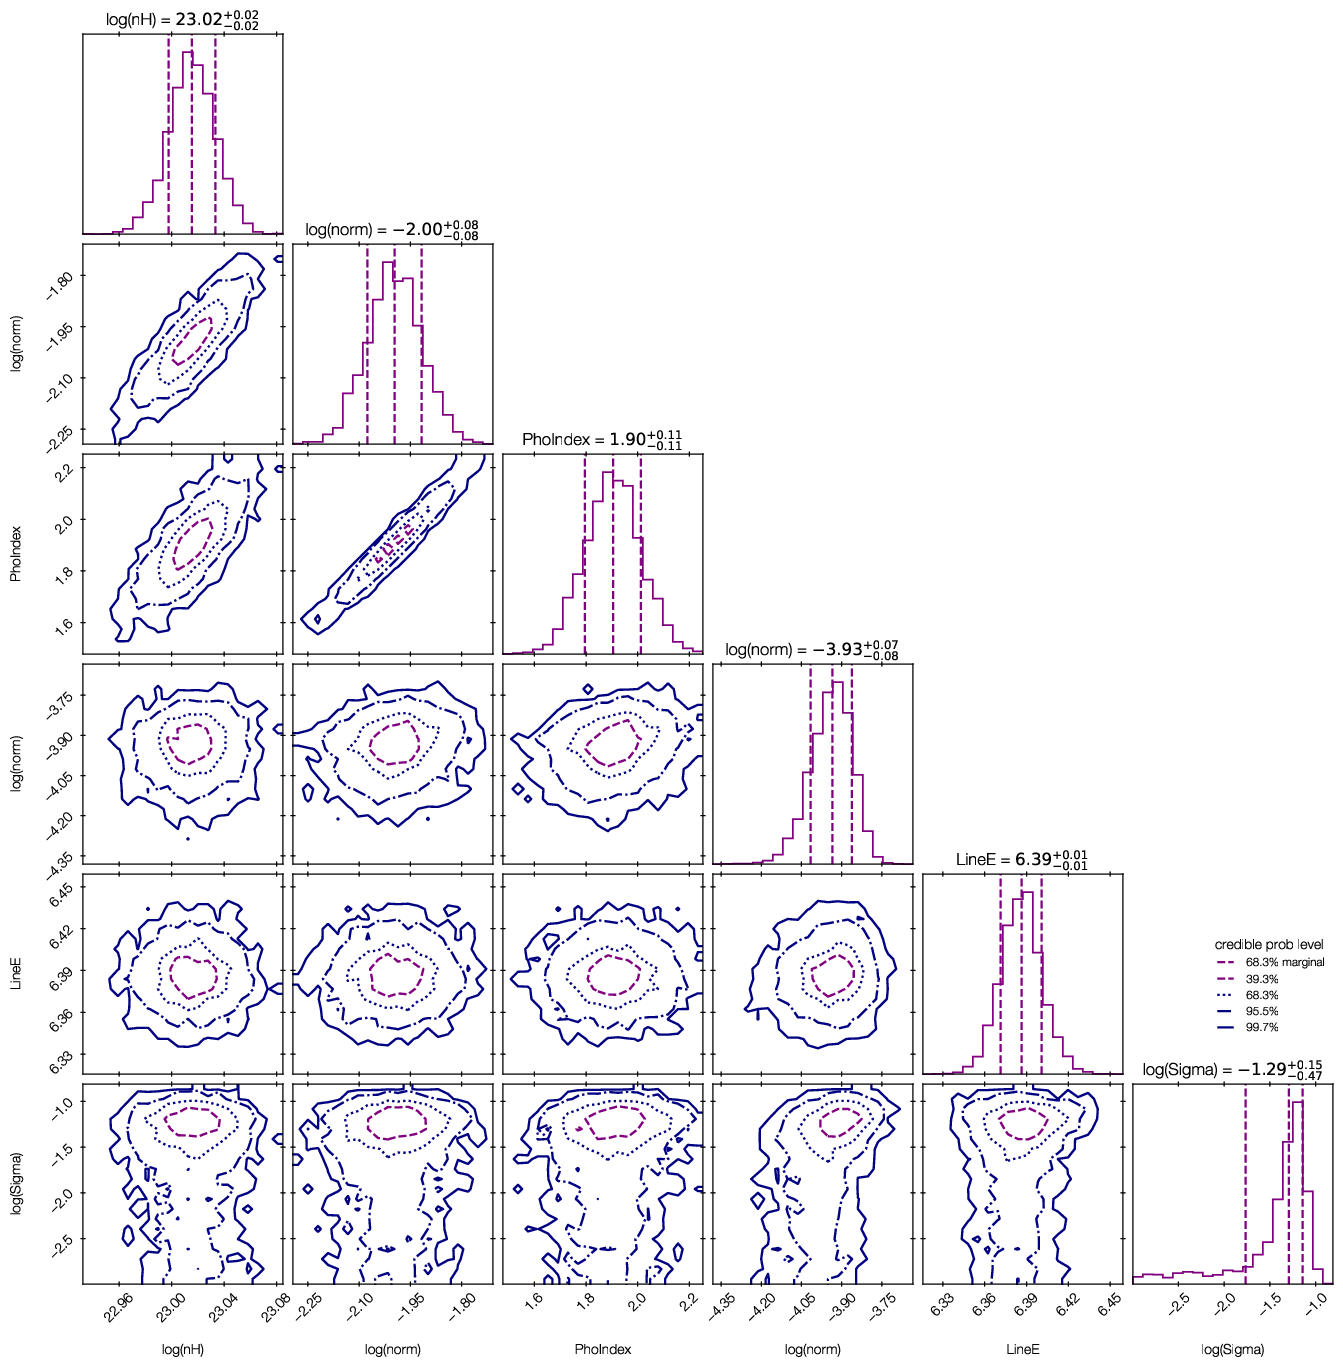 log(nH) = 23.02+0.02−0.02
log(norm) = −2.00+0.08−0.08
−1.80
−1.95
−2.10
−2.25
log(norm)
PhoIndex = 1.90+0.11−0.11
2.2
2.0
1.8
1.6
PhoIndex
log(norm) = −3.93+0.07−0.08
−3.75
−3.90
−4.05
−4.20
−4.35
log(norm)
LineE = 6.39+0.01−0.01
6.45
6.42
6.39
6.36
6.33
LineE
credible prob level
68.3% marginal
39.3%
68.3%
95.5%
99.7%
log(Sigma) = −1.29+0.15−0.47
−1.0
−1.5
−2.0
−2.5
log(Sigma)
22.96 23.00 23.04 23.08
−2.25 −2.10 −1.95 −1.80
1.6 1.8 2.0 2.2
−4.35 −4.20 −4.05 −3.90 −3.75
6.33 6.36 6.39 6.42 6.45
−2.5 −2.0 −1.5 −1.0
log(nH) log(norm) PhoIndex log(norm) LineE log(Sigma)